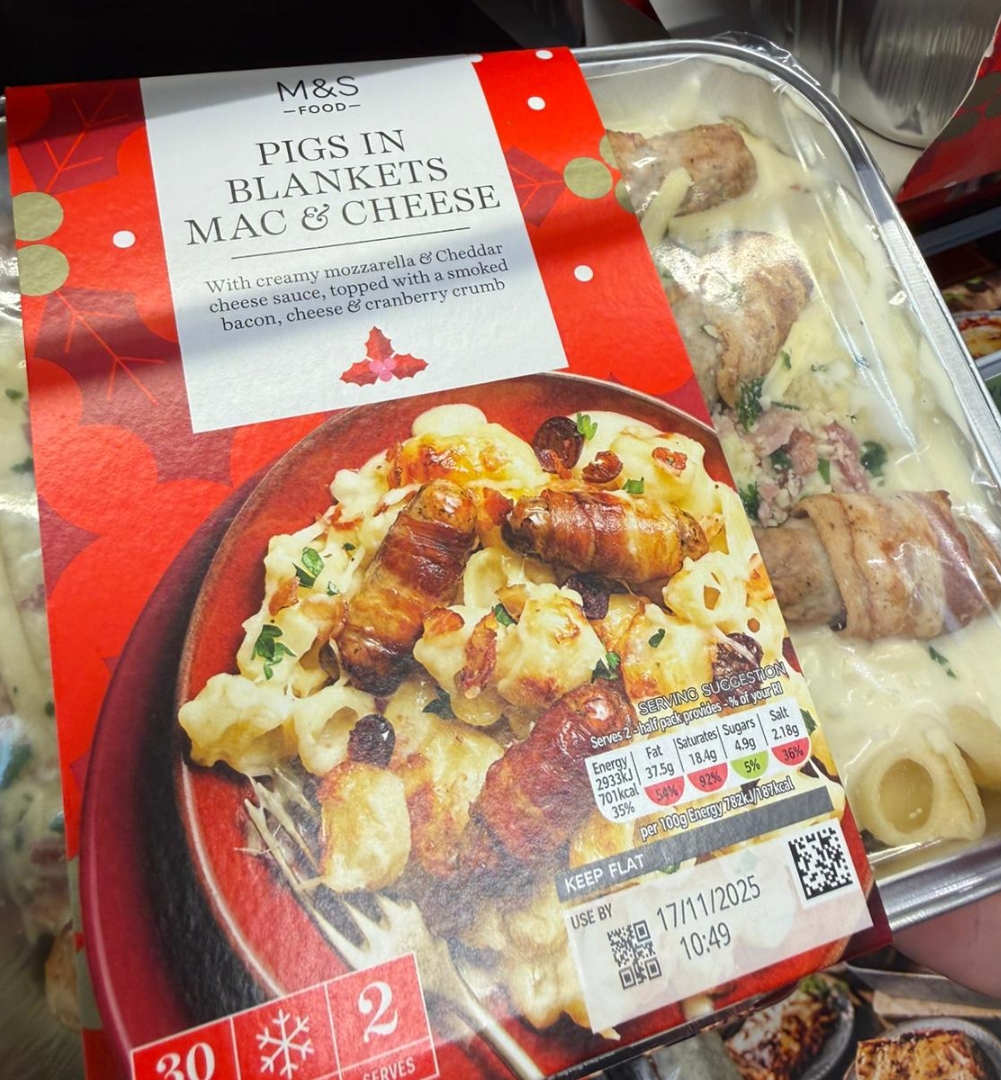 M&S
—FOOD—
PIGS IN
BLANKETS
MAC & CHEESE
With creamy mozzarella & Cheddar
cheese sauce, topped with a smoked
bacon, cheese & cranberry crumb
SERVING SUGGESTION
Serves 2 - half pack provides - % of your RI
Energy Fat Saturates Sugars Salt
2933kJ 37.5g 18.4g 4.9g 2.18g
701kcal
35% 54% 92% 5% 36%
per 100g Energy 782kJ/187kcal
KEEP FLAT
USE BY
17/11/2025
10:49
30
2
SERVES